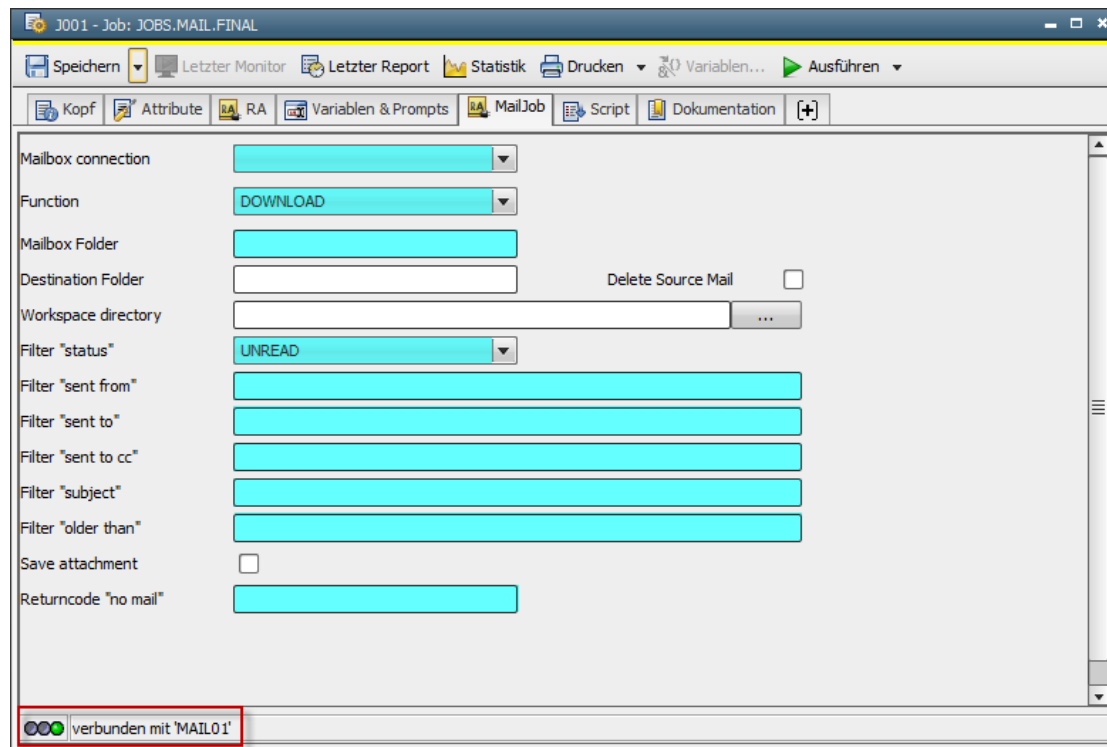 J001 - Job: JOBS.MAIL.FINAL
Speichern Letzter Monitor Letzter Report Statistik Drucken Variablen... Ausführen
Kopf Attribute RA RA RA MailJob Script Dokumentation [+]
Variablen & Prompts
Mailbox connection
Function DOWNLOAD
Mailbox Folder
Destination Folder Delete Source Mail
Workspace directory ...
Filter "status" UNREAD
Filter "sent from"
Filter "sent to"
Filter "sent to cc"
Filter "subject"
Filter "older than"
Save attachment
Returncode "no mail"
verbunden mit 'MAIL01'